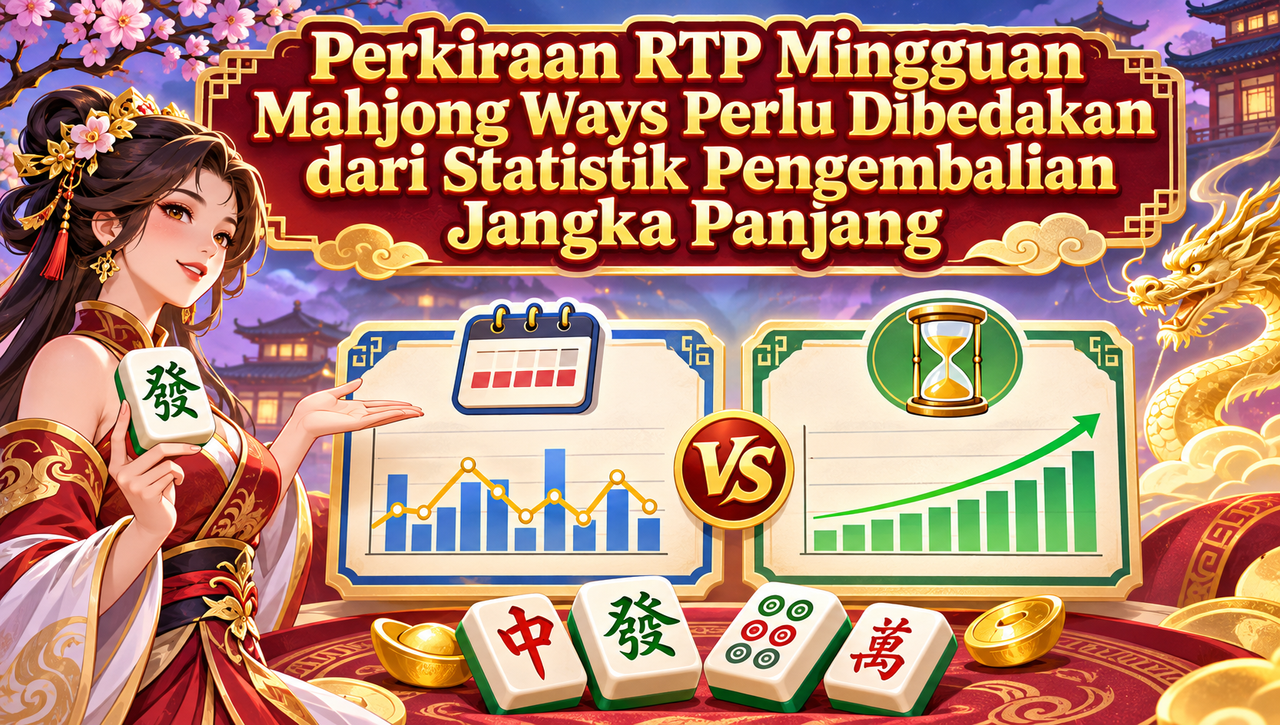 Perkiraan RTP Mingguan
Mahjong Ways Perlu Dibedakan
dari Statistik Pengembalian
Jangka Panjang
發
VS
中
發
萬